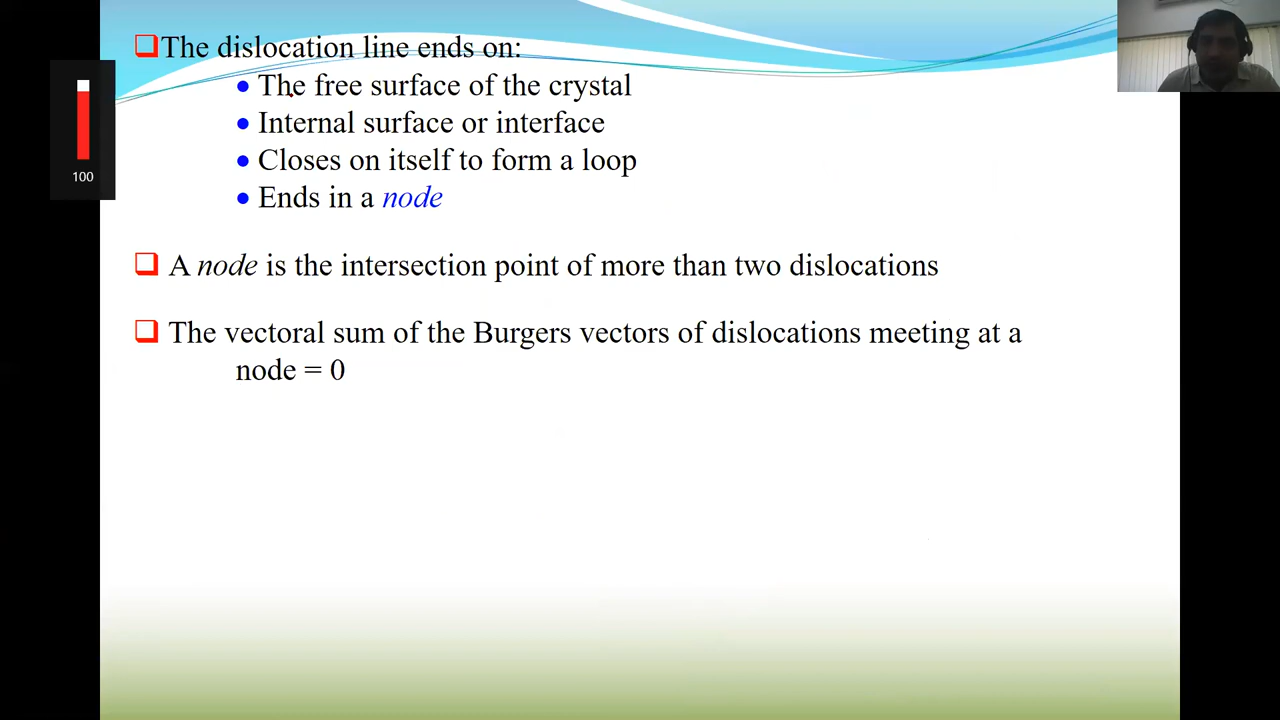 The dislocation line ends on:
The free surface of the crystal
Internal surface or interface
Closes on itself to form a loop
Ends in a node
A node is the intersection point of more than two dislocations
The vectoral sum of the Burgers vectors of dislocations meeting at a
node = 0
100